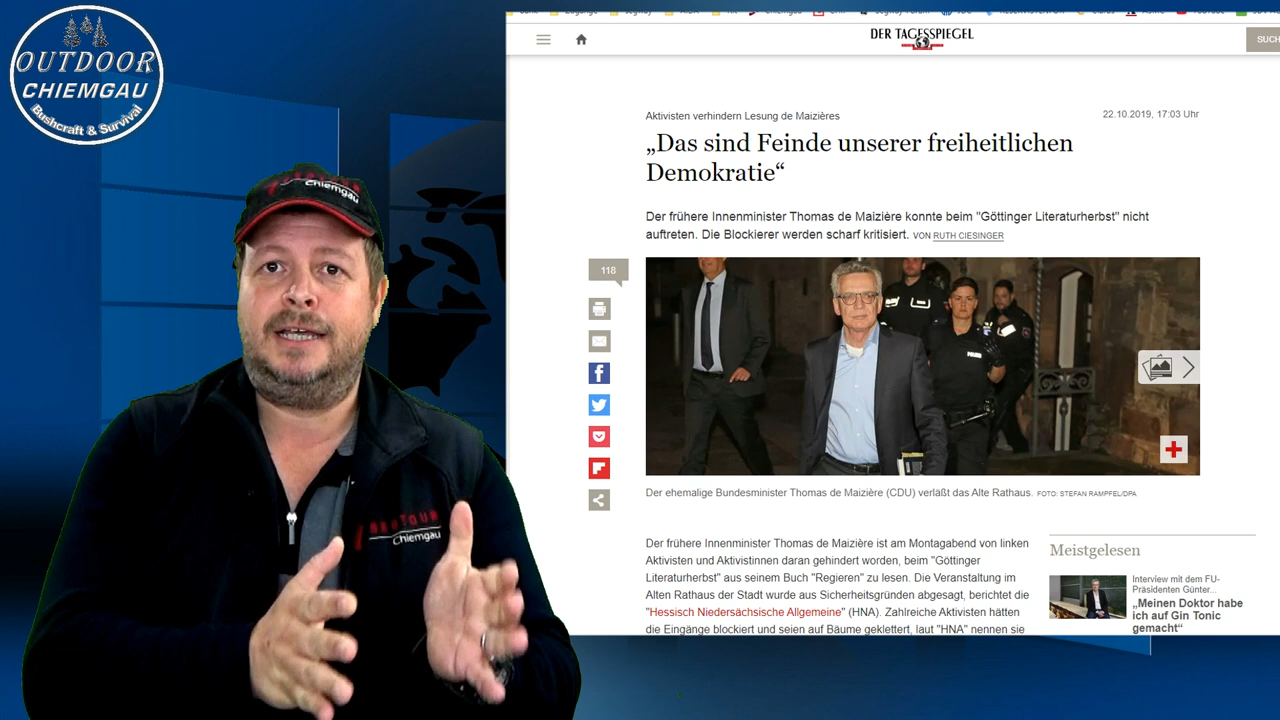 OUTDOOR
CHIEMGAU
Bushcraft & Survival
Chiemgau
Chiemgau
DER TAGESSPIEGEL
SUCH
Aktivisten verhindern Lesung de Maizières
22.10.2019, 17:03 Uhr
„Das sind Feinde unserer freiheitlichen
Demokratie“
Der frühere Innenminister Thomas de Maizière konnte beim "Göttinger Literaturherbst" nicht
auftreten. Die Blockierer werden scharf kritisiert. VON RUTH CIESINGER
118
POLIZEI
Der ehemalige Bundesminister Thomas de Maizière (CDU) verläßt das Alte Rathaus. FOTO: STEFAN RAMPFEL/DPA
Der frühere Innenminister Thomas de Maizière ist am Montagabend von linken
Aktivisten und Aktivistinnen daran gehindert worden, beim "Göttinger
Literaturherbst" aus seinem Buch "Regieren" zu lesen. Die Veranstaltung im
Alten Rathaus der Stadt wurde aus Sicherheitsgründen abgesagt, berichtet die
"Hessisch Niedersächsische Allgemeine" (HNA). Zahlreiche Aktivisten hätten
die Eingänge blockiert und seien auf Bäume geklettert, laut "HNA" nennen sie
Meistgelesen
Interview mit dem FU-
Präsidenten Günter...
„Meinen Doktor habe
ich auf Gin Tonic
gemacht“